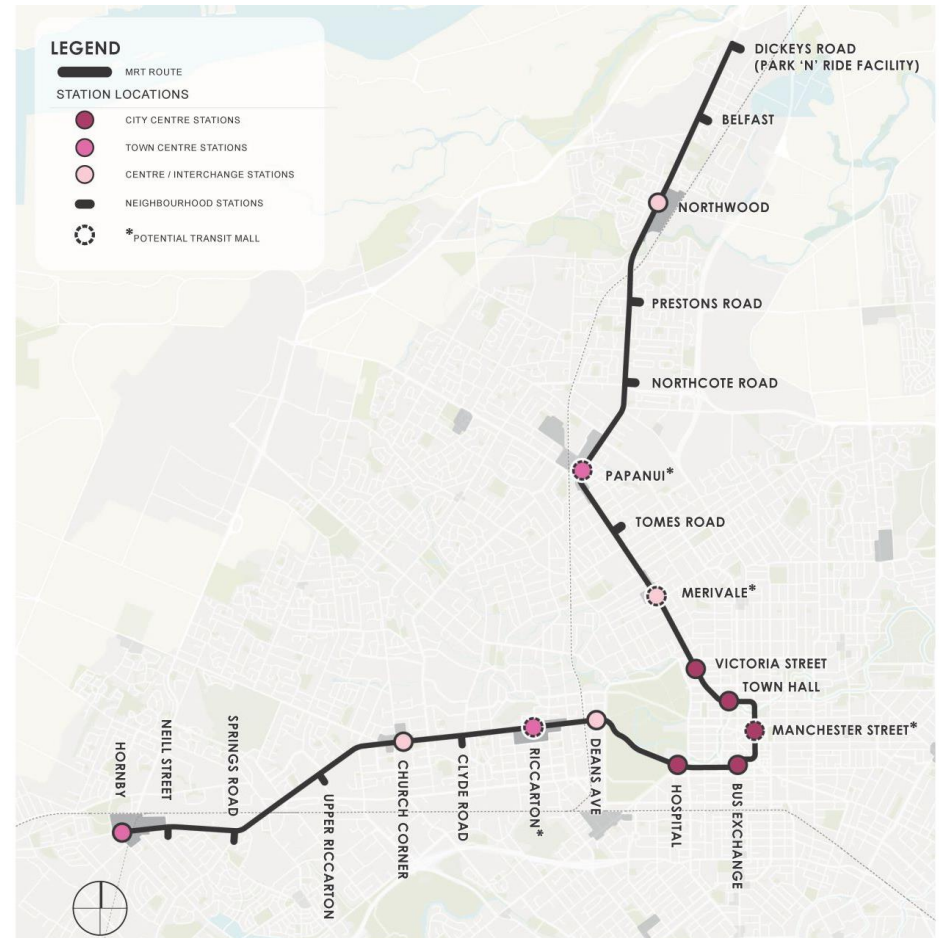 LEGEND
MRT ROUTE
STATION LOCATIONS
CITY CENTRE STATIONS
TOWN CENTRE STATIONS
CENTRE / INTERCHANGE STATIONS
NEIGHBOURHOOD STATIONS
*POTENTIAL TRANSIT MALL
DICKEYS ROAD
(PARK 'N' RIDE FACILITY)
BELFAST
NORTHWOOD
PRESTONS ROAD
NORTHCOTE ROAD
PAPANUI*
TOMES ROAD
MERIVALE*
VICTORIA STREET
TOWN HALL
MANCHESTER STREET*
HORNBY
NEILL STREET
SPRINGS ROAD
UPPER RICCARTON
CHURCH CORNER
CLYDE ROAD
RICCARTON*
DEANS AVE
HOSPITAL
BUS EXCHANGE